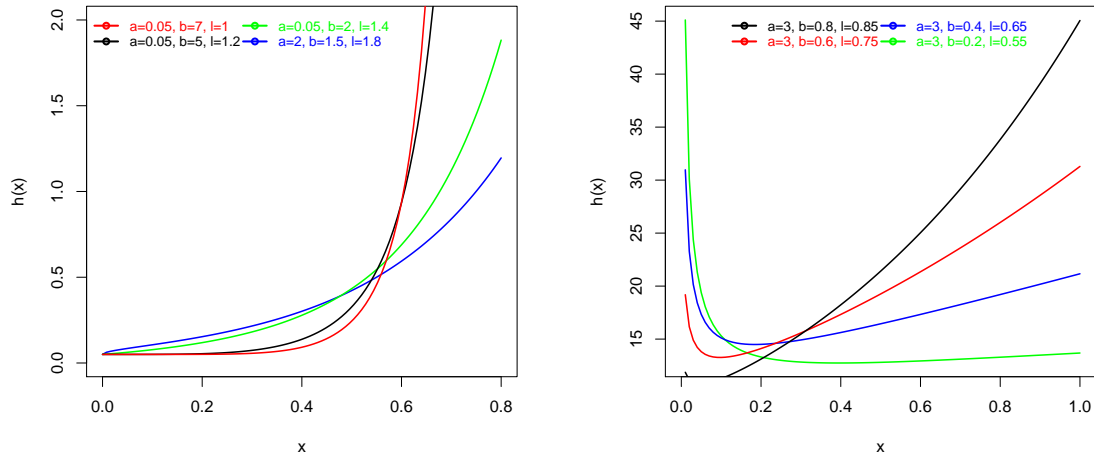 a=0.05, b=7, l=1
a=0.05, b=5, l=1.2
a=0.05, b=2, l=1.4
a=2, b=1.5, l=1.8
h(x)
2.0
1.5
1.0
0.5
0.0
0.0 0.2 0.4 0.6 0.8
x
a=3, b=0.8, l=0.85
a=3, b=0.6, l=0.75
a=3, b=0.4, l=0.65
a=3, b=0.2, l=0.55
h(x)
45
40
35
30
25
20
15
0.0 0.2 0.4 0.6 0.8 1.0
x